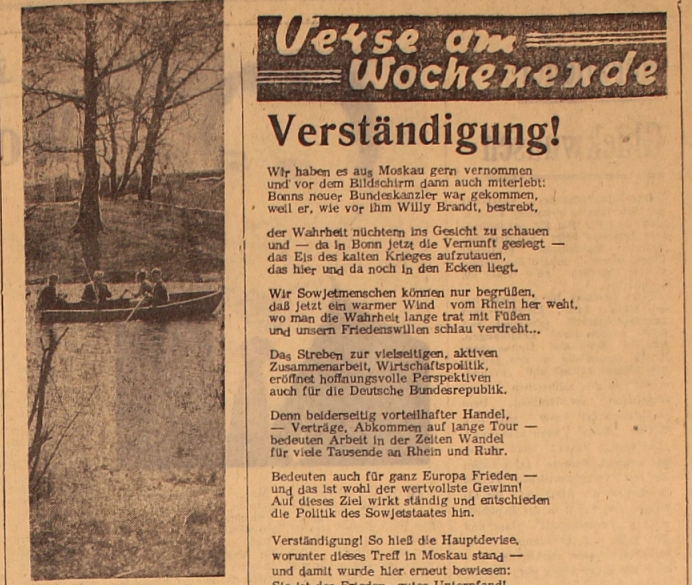 Verse am
Wochenende
Verständigung!
Wir haben es aus Moskau gern vernommen
und vor dem Bildschirm dann auch miterlebt:
Bonns neuer Bundeskanzler war gekommen,
weil er, wie vor ihm Willy Brandt, bestrebt,
der Wahrheit nüchtern ins Gesicht zu schauen
und — da in Bonn jetzt die Vernunft gesiegt —
das Eis des kalten Krieges aufzutauen,
das hier und da noch in den Ecken liegt.
Wir Sowjetmenschen können nur begrüßen,
daß jetzt ein warmer Wind vom Rhein her weht,
wo man die Wahrheit lange trat mit Füßen
und unsern Friedenswillen schlau verdreht...
Das Streben zur vielseitigen, aktiven
Zusammenarbeit, Wirtschaftspolitik,
eröffnet hoffnungsvolle Perspektiven
auch für die Deutsche Bundesrepublik.
Denn beiderseitig vorteilhafter Handel,
— Verträge, Abkommen auf lange Tour —
bedeuten Arbeit in der Zeiten Wandel
für viele Tausende an Rhein und Ruhr.
Bedeuten auch für ganz Europa Frieden —
und das ist wohl der wertvollste Gewinn!
Auf dieses Ziel wirkt ständig und entschieden
die Politik des Sowjetstaates hin.
Verständigung! So hieß die Hauptdevise,
worunter dieses Treff in Moskau stand —
und damit wurde hier erneut bewiesen: